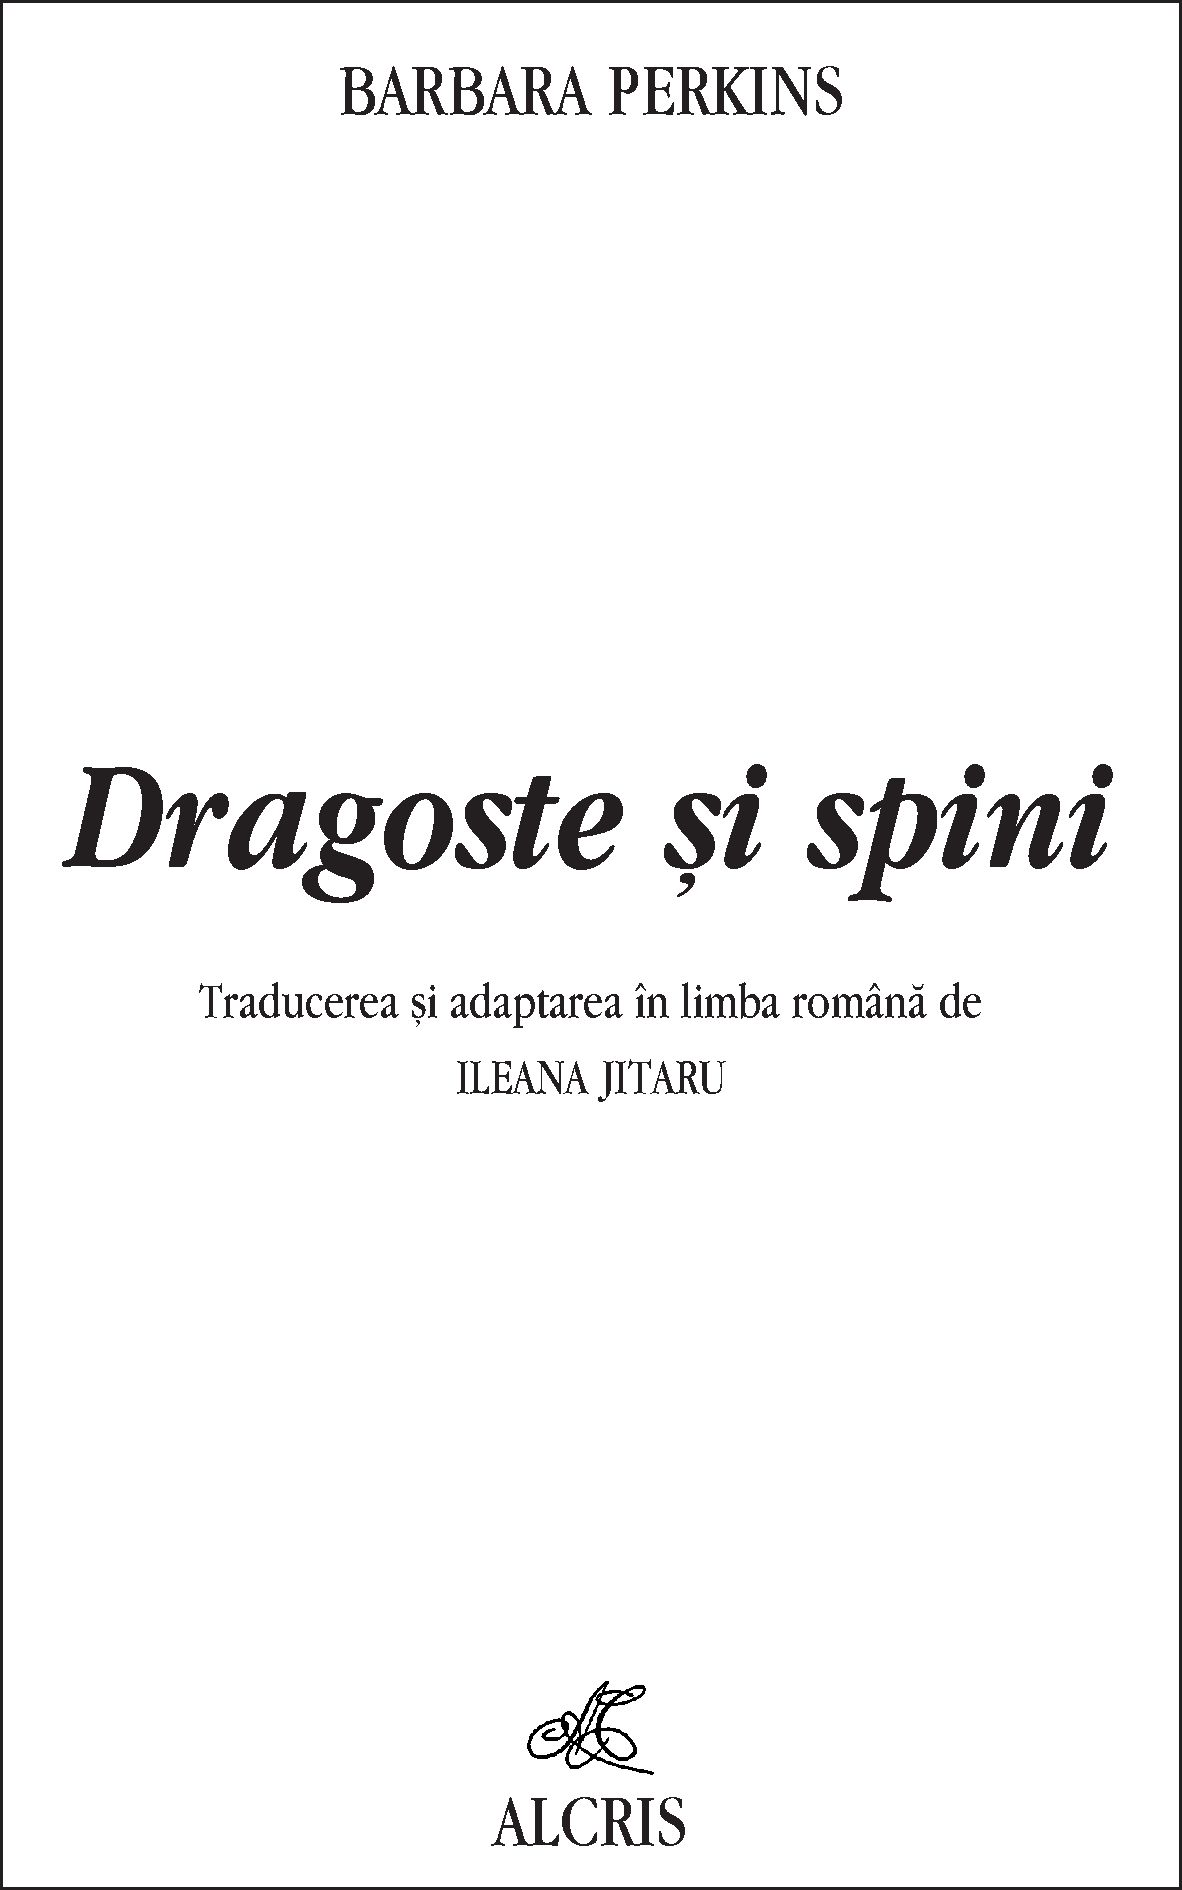 BARBARA PERKINS
Dragoste și spini
Traducerea și adaptarea în limba română de
ILEANA JITARU
ALCRIS